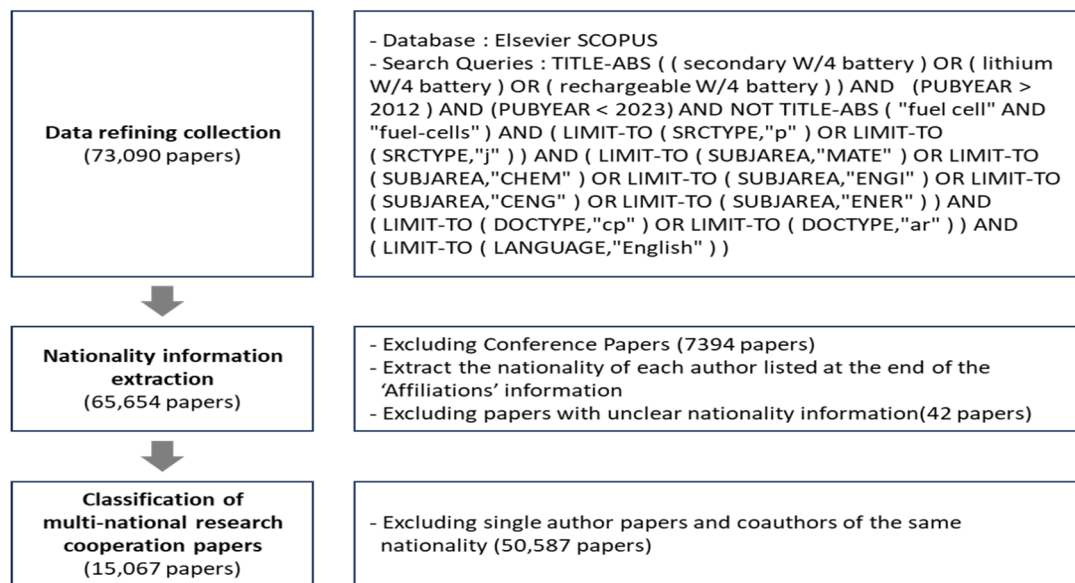 Data refining collection
(73,090 papers)
- Database : Elsevier SCOPUS
- Search Queries : TITLE-ABS ( ( secondary W/4 battery ) OR ( lithium
W/4 battery ) OR ( rechargeable W/4 battery ) ) AND (PUBYEAR >
2012 ) AND (PUBYEAR < 2023) AND NOT TITLE-ABS ( "fuel cell" AND
"fuel-cells" ) AND ( LIMIT-TO ( SRCTYPE,"p" ) OR LIMIT-TO
( SRCTYPE,"j" ) ) AND ( LIMIT-TO ( SUBJAREA,"MATE" ) OR LIMIT-TO
( SUBJAREA,"CHEM" ) OR LIMIT-TO ( SUBJAREA,"ENGI" ) OR LIMIT-TO
( SUBJAREA,"CENG" ) OR LIMIT-TO ( SUBJAREA,"ENER" ) ) AND
( LIMIT-TO ( DOCTYPE,"cp" ) OR LIMIT-TO ( DOCTYPE,"ar" ) ) AND
( LIMIT-TO ( LANGUAGE,"English" ) )
Nationality information
extraction
(65,654 papers)
- Excluding Conference Papers (7394 papers)
- Extract the nationality of each author listed at the end of the
‘Affiliations’ information
- Excluding papers with unclear nationality information(42 papers)
Classification of
multi-national research
cooperation papers
(15,067 papers)
- Excluding single author papers and coauthors of the same
nationality (50,587 papers)